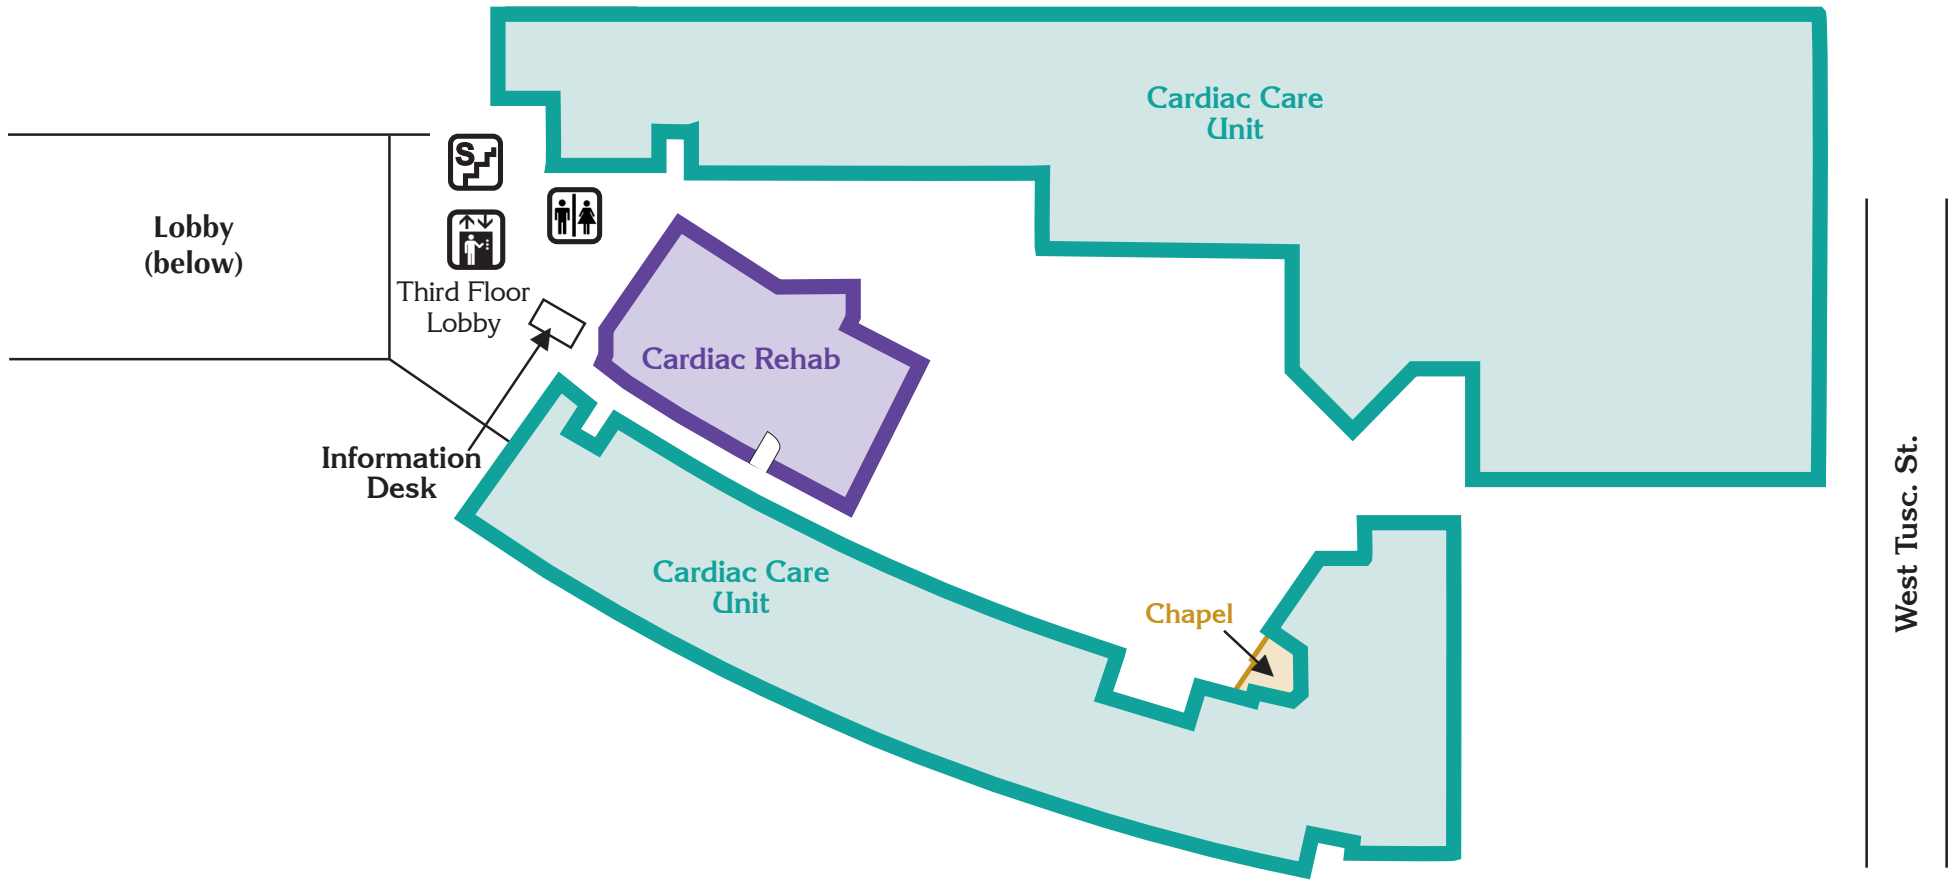 Cardiac Care
Unit
S
Lobby
(below)
Third Floor
Lobby
Cardiac Rehab
Information
Desk
Cardiac Care
Unit
Chapel
West Tusc. St.